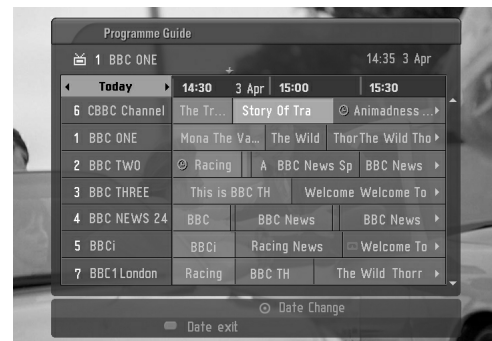 Programme Guide
1 BBC ONE 14:35 3 Apr
Today 14:30 3 Apr 15:00 15:30
6 CBBC Channel The Tr... Story Of Tra Animadness ...
1 BBC ONE Mona The Va... The Wild Thor The Wild Tho
2 BBC TWO Racing A BBC News Sp BBC News
3 BBC THREE This is BBC TH Welcome Welcome To
4 BBC NEWS 24 BBC BBC News BBC News
5 BBCi BBCi Racing News Welcome To
7 BBC1 London Racing BBC TH The Wild Thorr
Date Change
Date exit